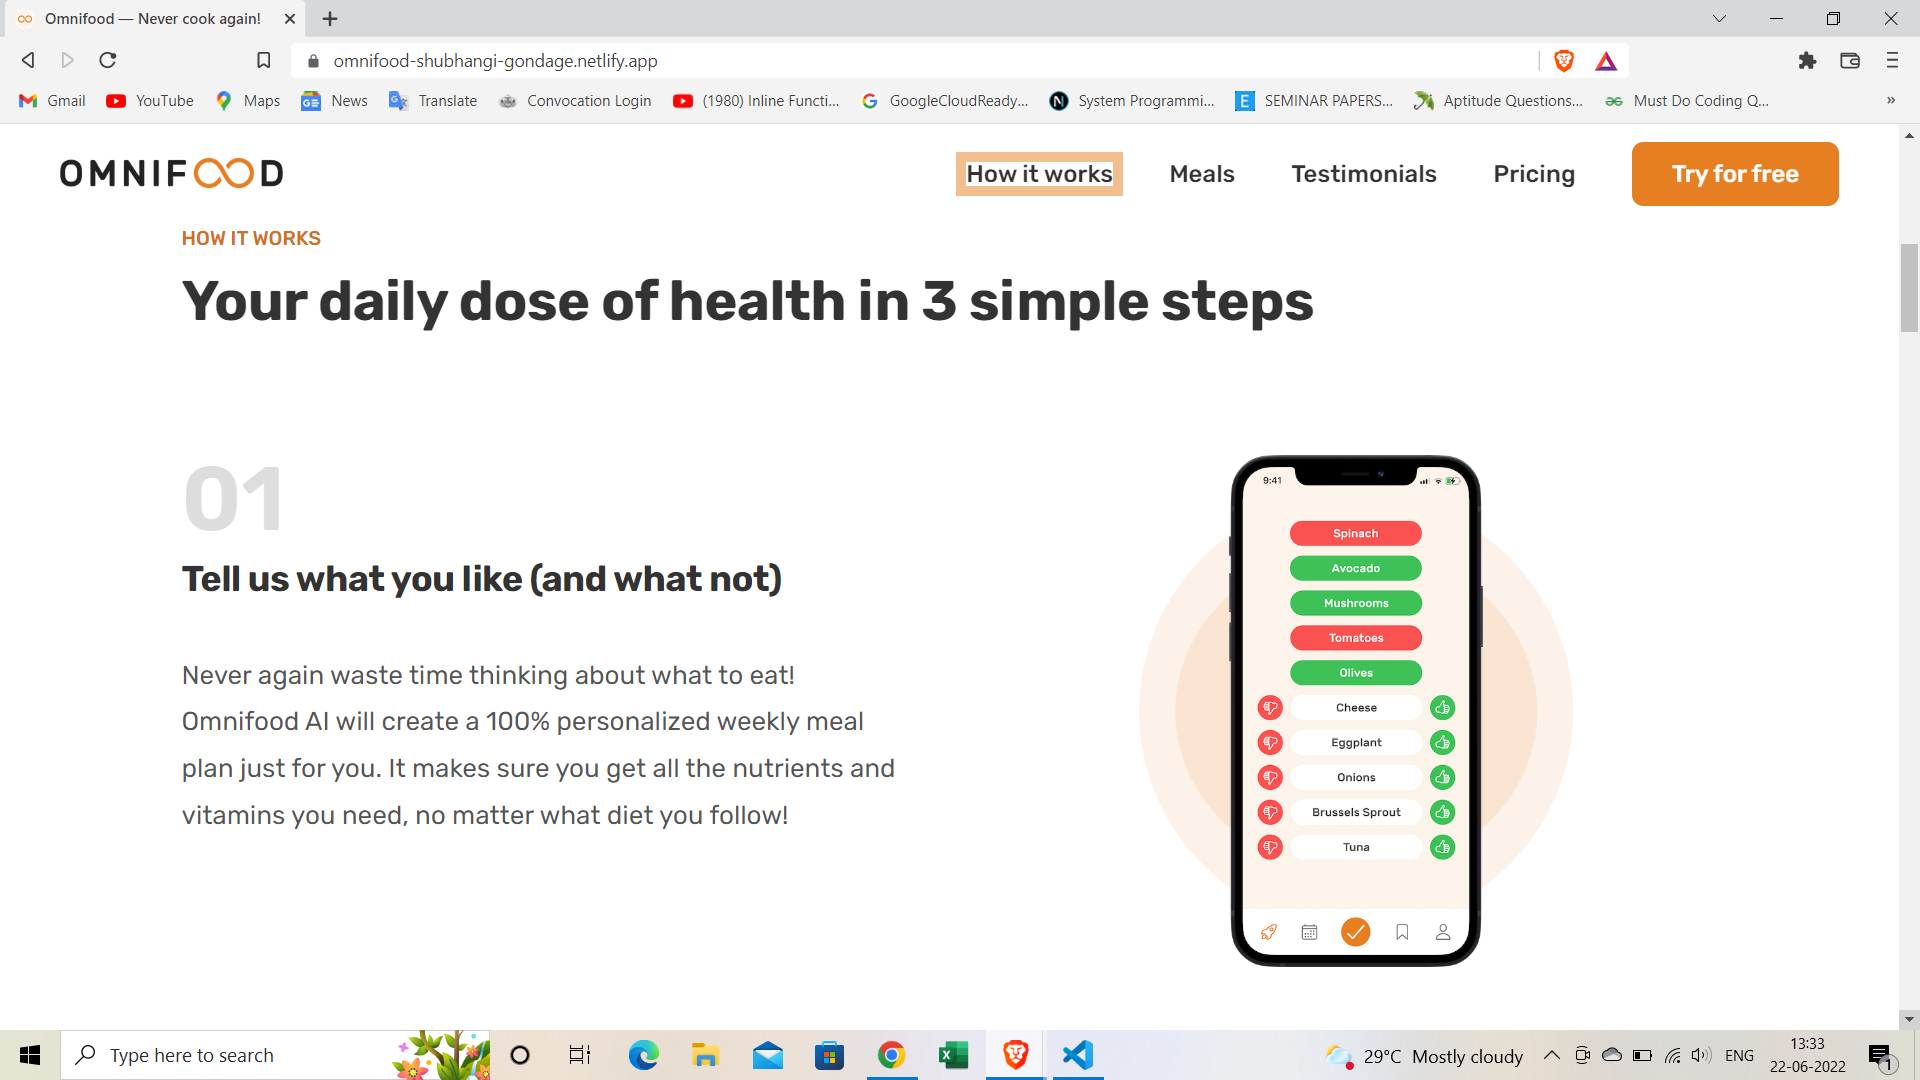 Omnifood — Never cook again!
omnifood-shubhangi-gondage.netlify.app
Gmail YouTube Maps News Translate Convocation Login (1980) Inline Functi... GoogleCloudReady... System Programmi... SEMINAR PAPERS... Aptitude Questions... Must Do Coding Q... »
OMNIFOOD How it works Meals Testimonials Pricing Try for free
HOW IT WORKS
Your daily dose of health in 3 simple steps
01
Tell us what you like (and what not)
Never again waste time thinking about what to eat!
Omnifood AI will create a 100% personalized weekly meal
plan just for you. It makes sure you get all the nutrients and
vitamins you need, no matter what diet you follow!
9:41
Spinach
Avocado
Mushrooms
Tomatoes
Olives
Cheese
Eggplant
Onions
Brussels Sprout
Tuna
Type here to search
29°C Mostly cloudy
ENG
13:33
22-06-2022
1